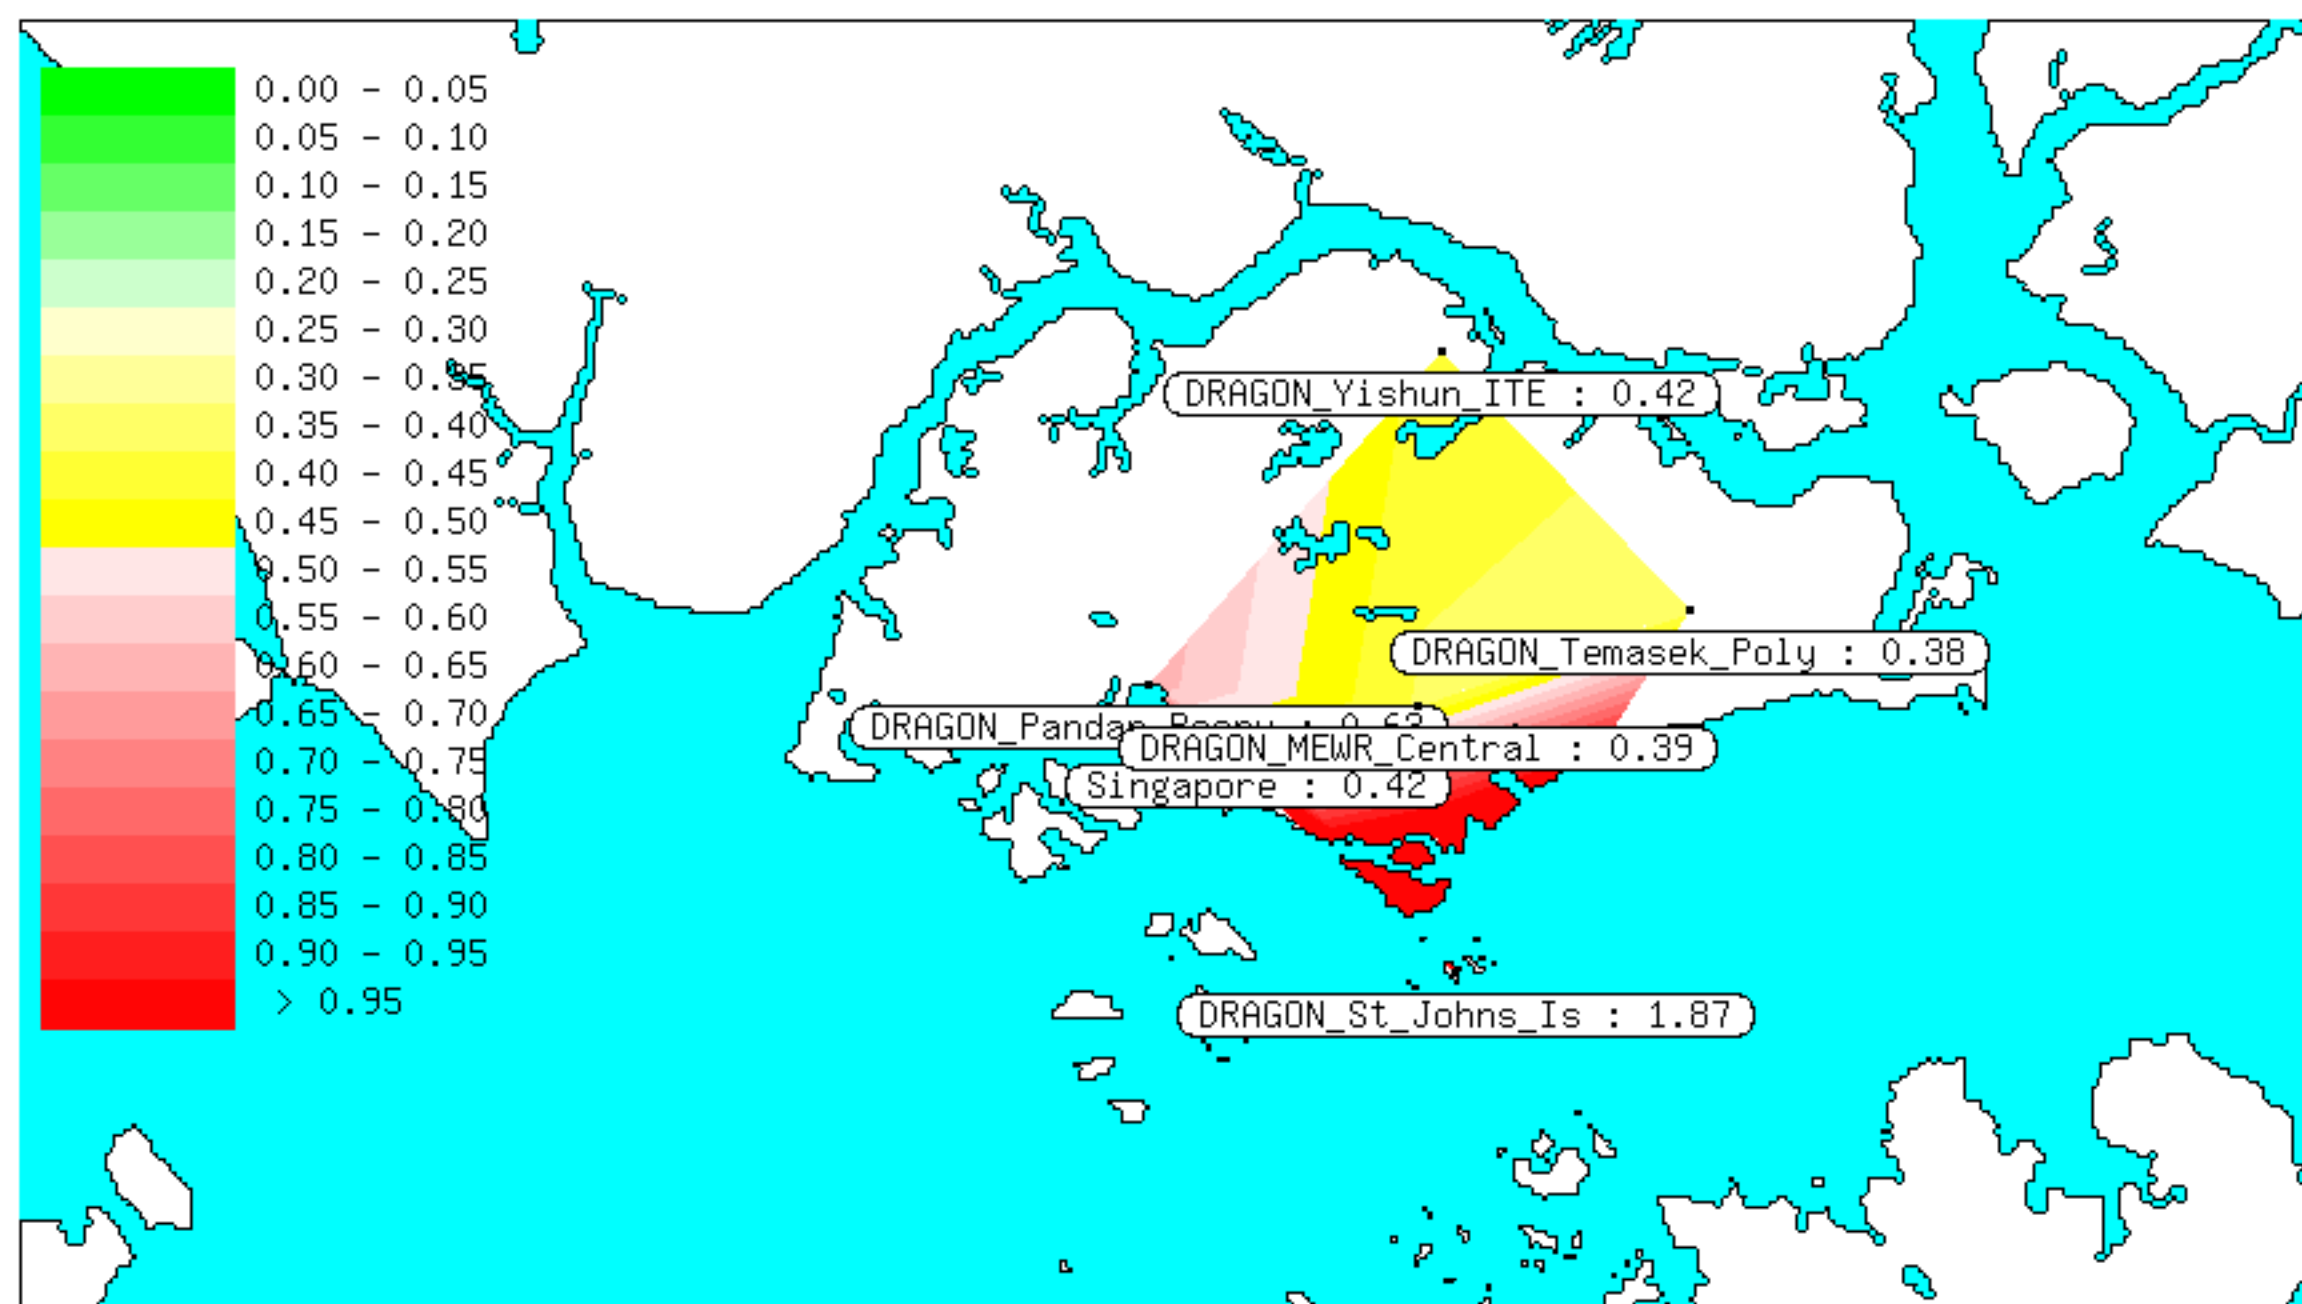 0.00 - 0.05
0.05 - 0.10
0.10 - 0.15
0.15 - 0.20
0.20 - 0.25
0.25 - 0.30
0.30 - 0.35
0.35 - 0.40
0.40 - 0.45
0.45 - 0.50
0.50 - 0.55
0.55 - 0.60
0.60 - 0.65
0.65 - 0.70
0.70 - 0.75
0.75 - 0.80
0.80 - 0.85
0.85 - 0.90
0.90 - 0.95
> 0.95
DRAGON_Yishun_ITE : 0.42
DRAGON_Temasek_Poly : 0.38
DRAGON_MEWR_Central : 0.39
Singapore : 0.42
DRAGON_St_Johns_Is : 1.87